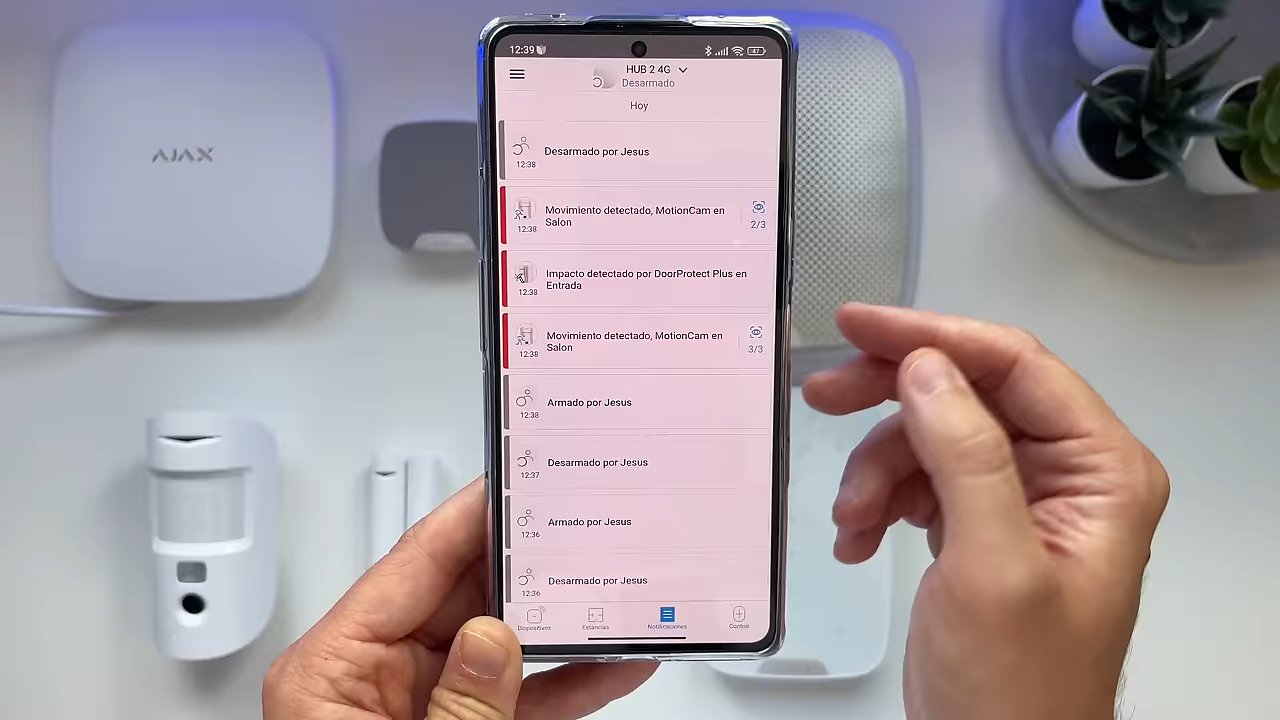 AJAX
12:39
47
HUB 2 4G
Desarmado
Hoy
Desarmado por Jesus
12:38
Movimiento detectado, MotionCam en
Salon
12:38
2/3
Impacto detectado por DoorProtect Plus en
Entrada
12:38
Movimiento detectado, MotionCam en
Salon
12:38
3/3
Armado por Jesus
12:38
Desarmado por Jesus
12:37
Armado por Jesus
12:36
Desarmado por Jesus
12:36
Dispositivos
Estancias
Notificaciones
Control